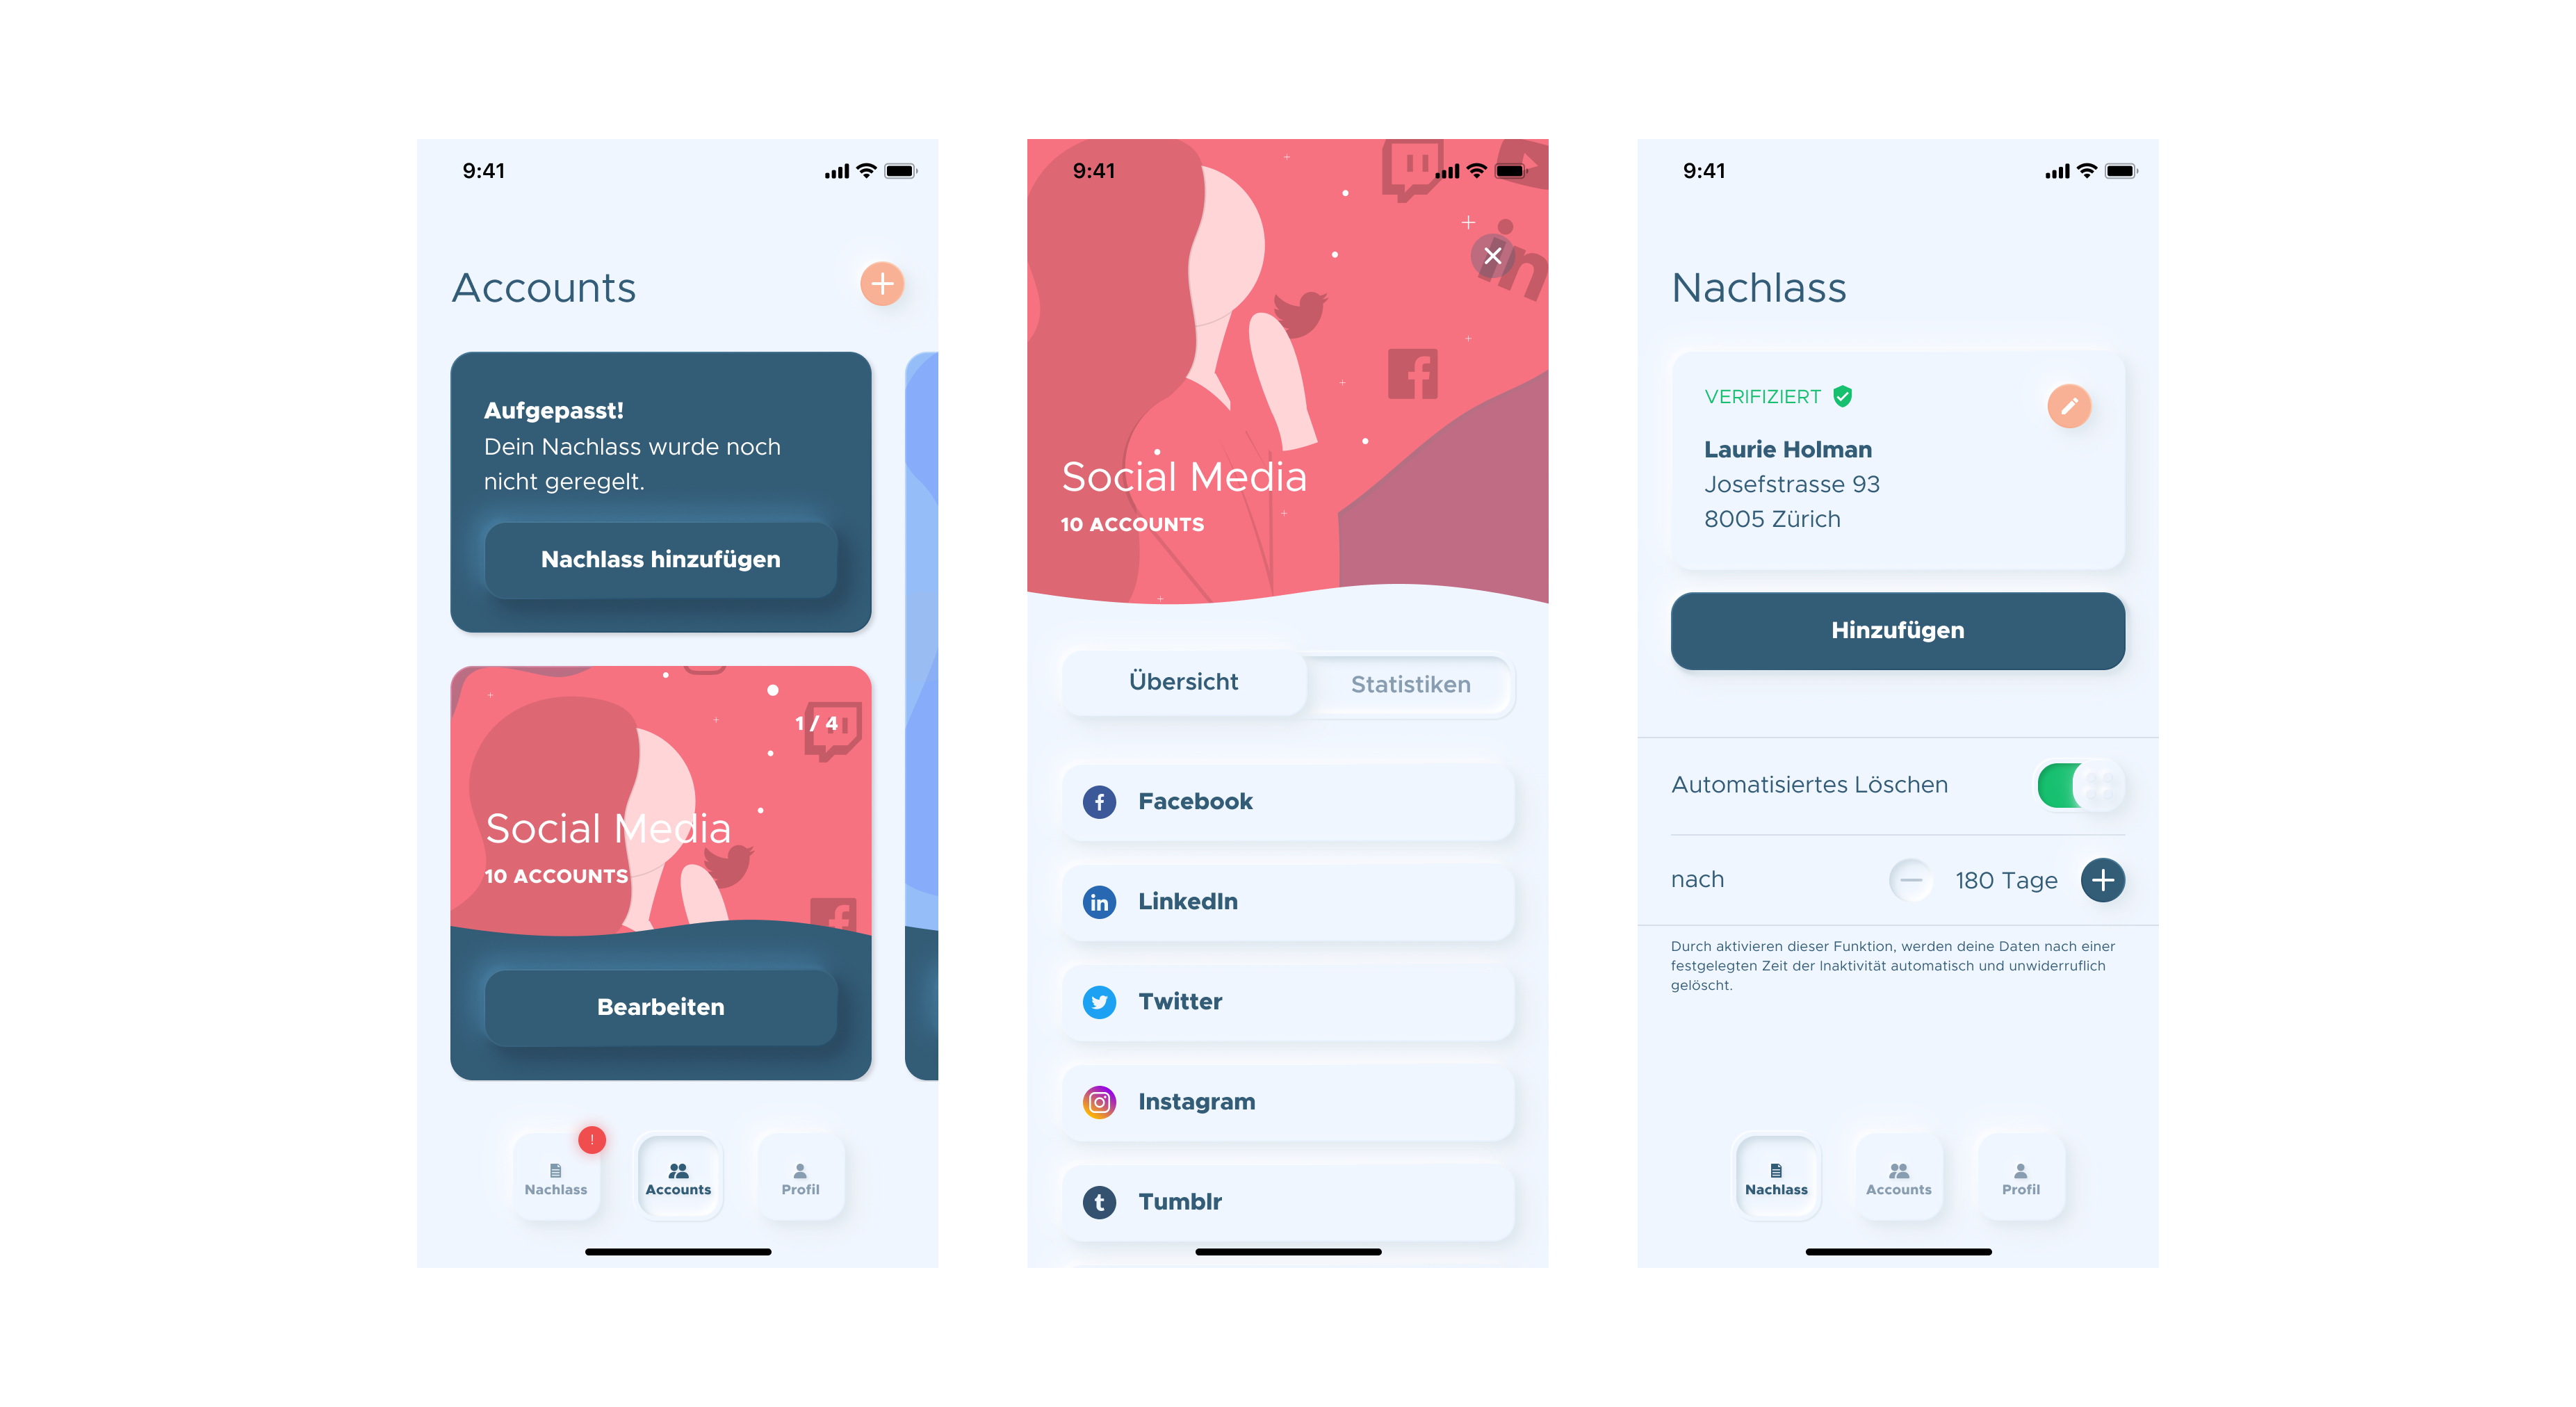 9:41
Accounts
Aufgepasst!
Dein Nachlass wurde noch
nicht geregelt.
Nachlass hinzufügen
1 / 4
Social Media
10 ACCOUNTS
Bearbeiten
!
Nachlass
Accounts
Profil
9:41
in
Social Media
10 ACCOUNTS
Übersicht
Statistiken
Facebook
LinkedIn
Twitter
Instagram
Tumblr
9:41
Nachlass
VERIFIZIERT
Laurie Holman
Josefstrasse 93
8005 Zürich
Hinzufügen
Automatisiertes Löschen
nach
180 Tage
Durch aktivieren dieser Funktion, werden deine Daten nach einer
festgelegten Zeit der Inaktivität automatisch und unwiderruflich
gelöscht.
Nachlass
Accounts
Profil